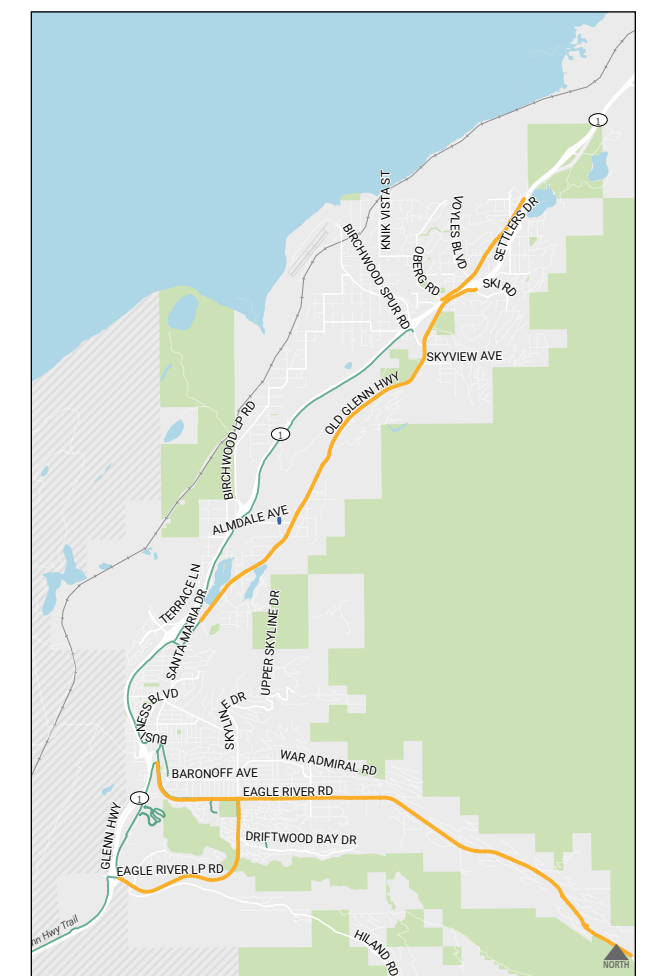 1
KNIK VISTA ST
VOYLES BLVD
SETTLERS DR
BIRCHWOOD SPUR RD
OBERG RD
SKI RD
SKYVIEW AVE
OLD GLENN HWY
1
BIRCHWOOD LP RD
ALMDALE AVE
TERRACE LN
SANTA MARIA DR
UPPER SKYLINE DR
BUSINESS BLVD
SKYLINE DR
WAR ADMIRAL RD
BARONOFF AVE
EAGLE RIVER RD
1
GLENN HWY
DRIFTWOOD BAY DR
EAGLE RIVER LP RD
nn Hwy Trail
HILAND RD
NORTH